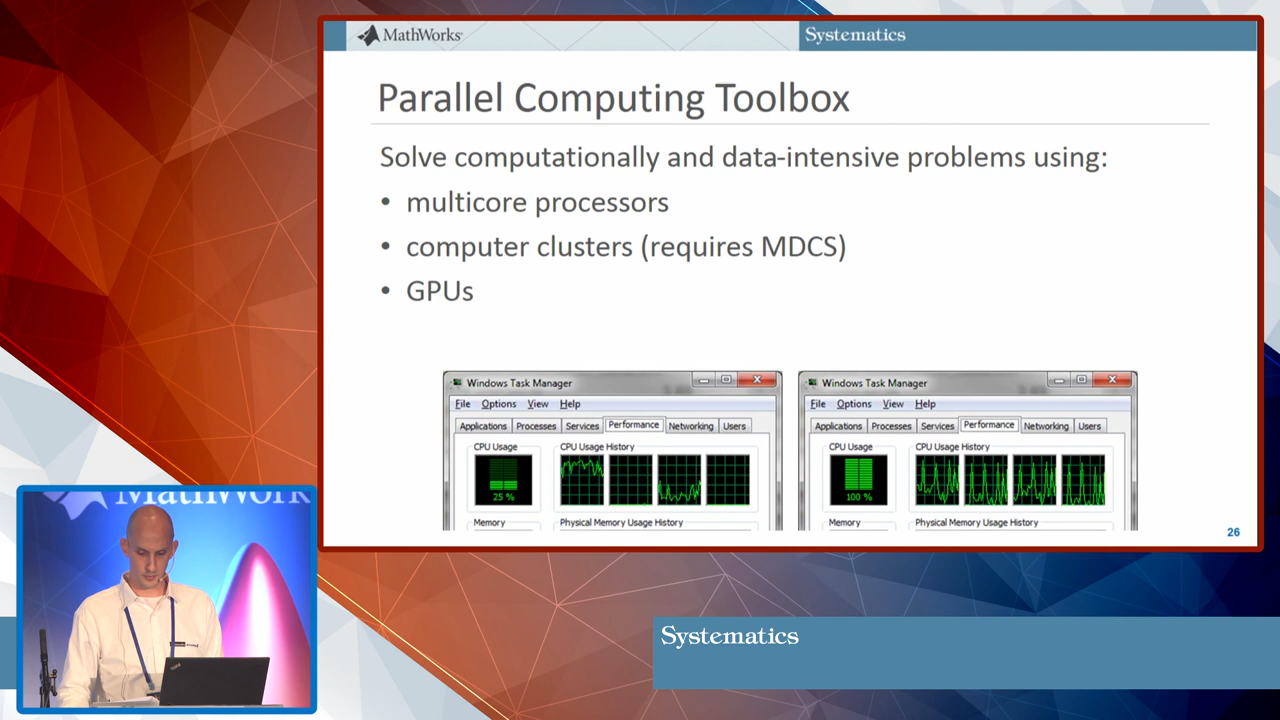 MathWorks
Systematics
Parallel Computing Toolbox
Solve computationally and data-intensive problems using:
• multicore processors
• computer clusters (requires MDCS)
• GPUs
Windows Task Manager
File Options View Help
Applications Processes Services Performance Networking Users
CPU Usage CPU Usage History
25 %
Memory Physical Memory Usage History
Windows Task Manager
File Options View Help
Applications Processes Services Performance Networking Users
CPU Usage CPU Usage History
100 %
Memory Physical Memory Usage History
26
MathWork
Systematics